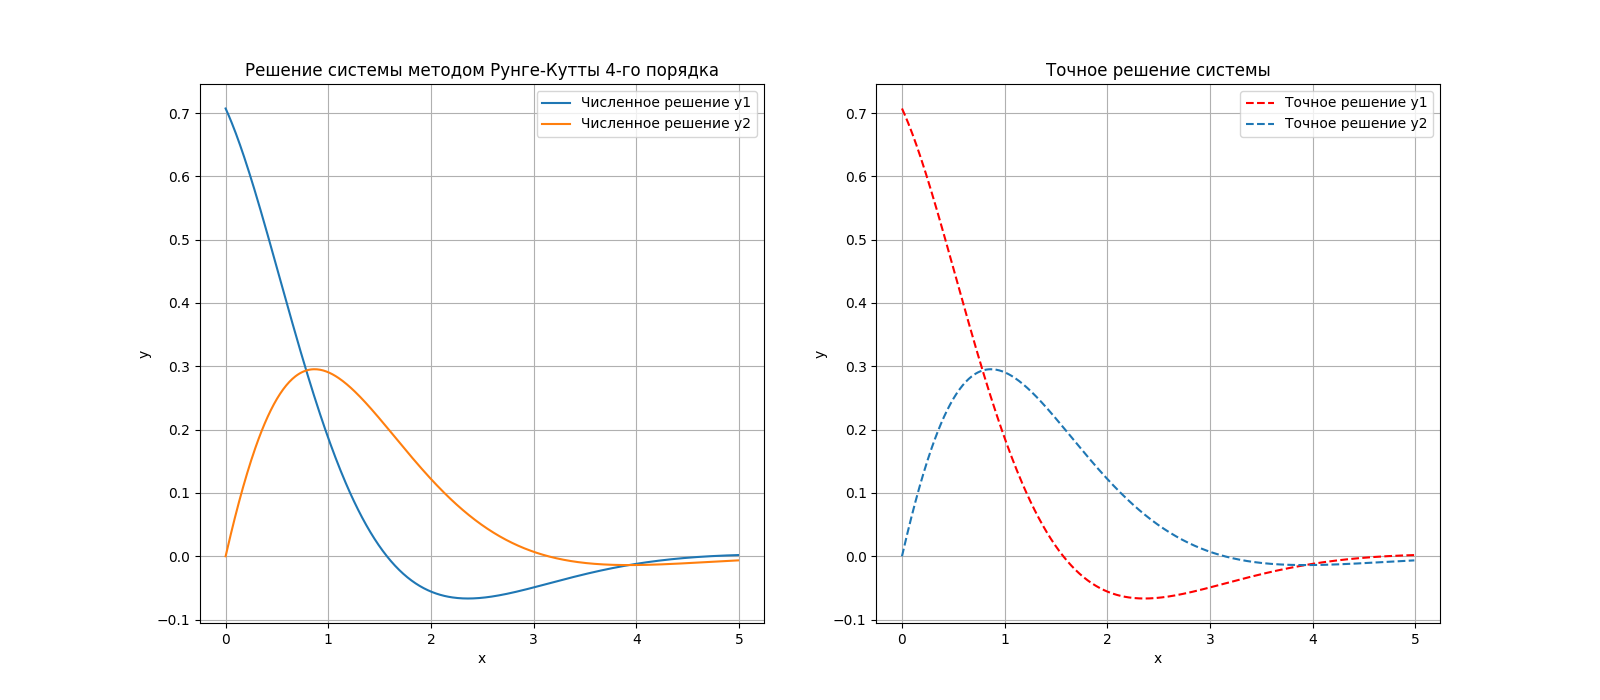 Решение системы методом Рунге-Кутты 4-го порядка
Численное решение y1
Численное решение y2
0.7
0.6
0.5
0.4
0.3
0.2
0.1
0.0
−0.1
y
0 1 2 3 4 5
x
Точное решение системы
Точное решение y1
Точное решение y2
0.7
0.6
0.5
0.4
0.3
0.2
0.1
0.0
−0.1
y
0 1 2 3 4 5
x